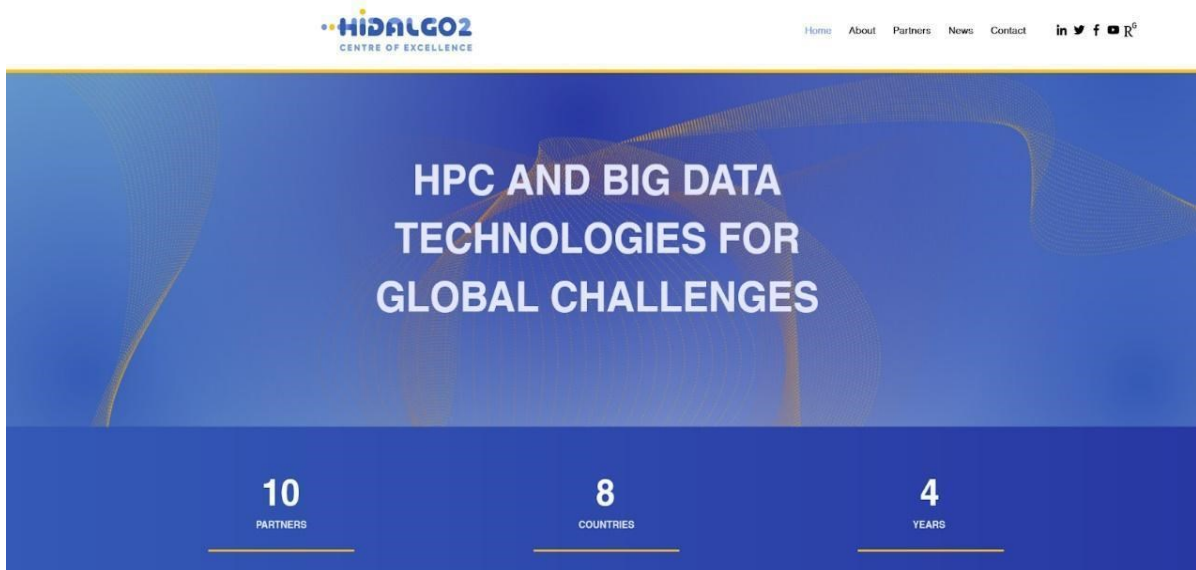 HiDALGO2
CENTRE OF EXCELLENCE
Home About Partners News Contact in f R^G
HPC AND BIG DATA
TECHNOLOGIES FOR
GLOBAL CHALLENGES
10 8 4
PARTNERS COUNTRIES YEARS